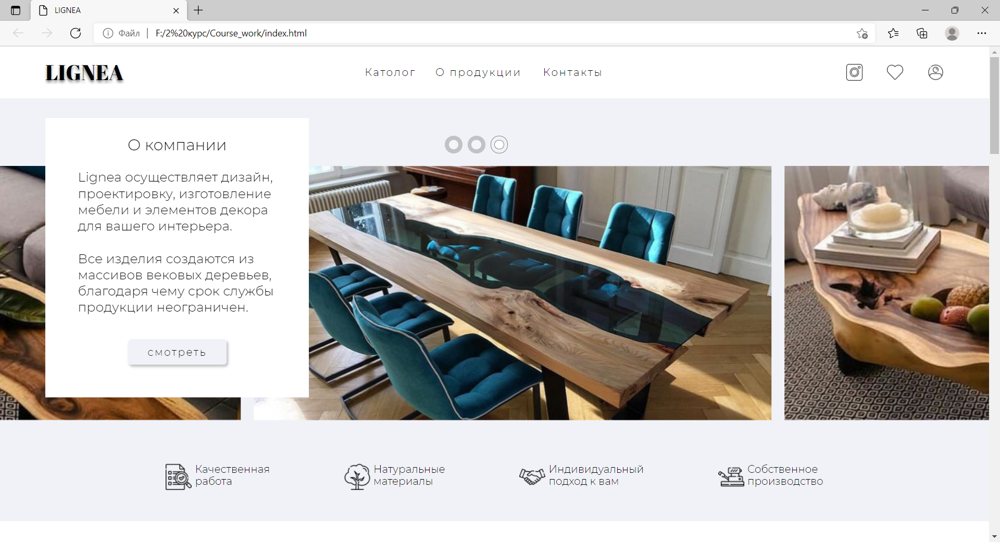 LIGNEA
Файл
F:/2%20курс/Course_work/index.html
LIGNEA
Католог О продукции Контакты
О компании
Lignea осуществляет дизайн,
проектировку, изготовление
мебели и элементов декора
для вашего интерьера.
Все изделия создаются из
массивов вековых деревьев,
благодаря чему срок службы
продукции неограничен.
смотреть
Качественная
работа
Натуральные
материалы
Индивидуальный
подход к вам
Собственное
производство